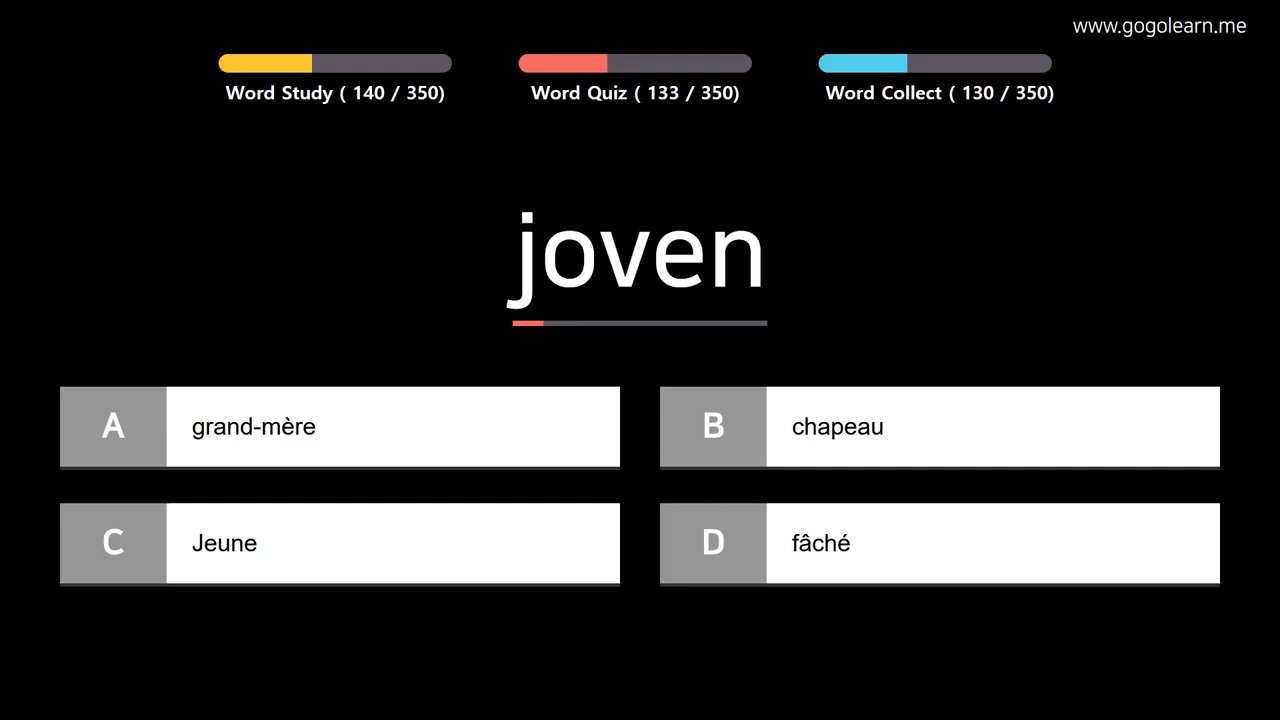 www.gogolearn.me
Word Study ( 140 / 350)
Word Quiz ( 133 / 350)
Word Collect ( 130 / 350)
joven
A grand-mère
B chapeau
C Jeune
D fâché